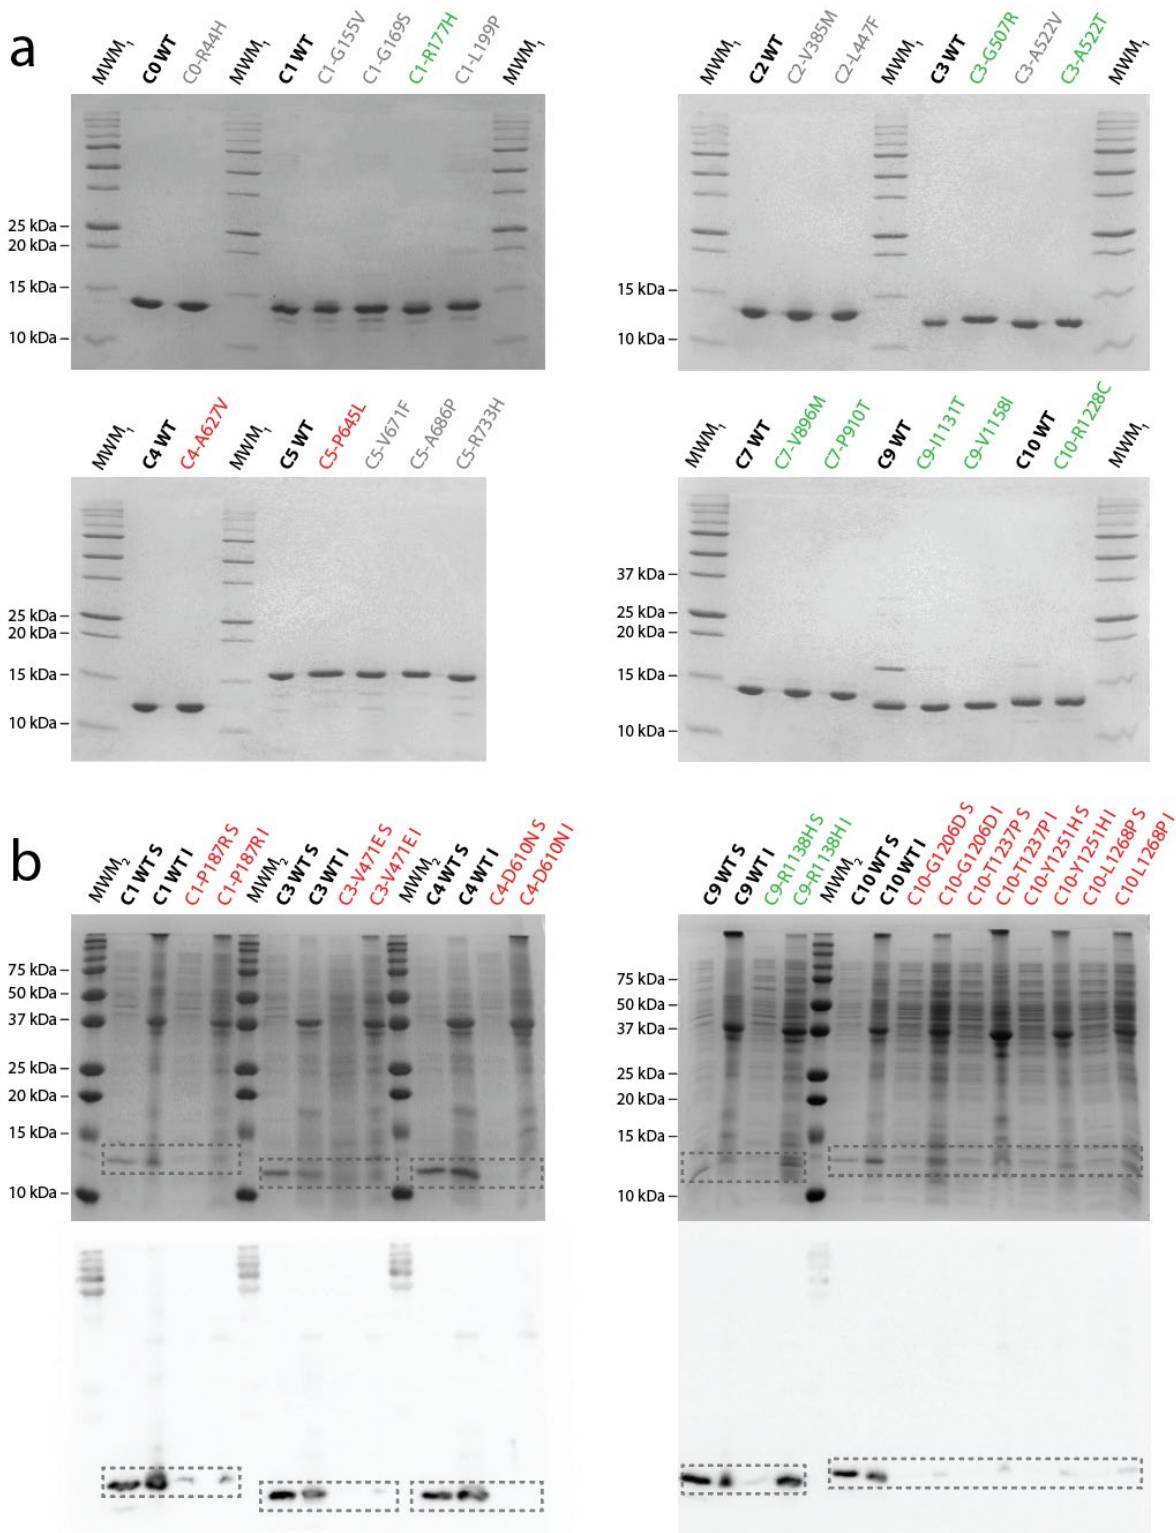 a
MWM1
C0 WT
C0-R44H
MWM1
C1 WT
C1-G155V
C1-G169S
C1-R177H
C1-L199P
MWM1
25 kDa
20 kDa
15 kDa
10 kDa
MWM1
C2 WT
C2-V385M
C2-L447F
MWM1
C3 WT
C3-G507R
C3-A522V
C3-A522T
MWM1
15 kDa
10 kDa
MWM1
C4 WT
C4-A627V
MWM1
C5 WT
C5-P645L
C5-V671F
C5-A686P
C5-R733H
25 kDa
20 kDa
15 kDa
10 kDa
MWM1
C7 WT
C7-V896M
C7-P910T
C9 WT
C9-I1131T
C9-V1158I
C10 WT
C10-R1228C
MWM1
37 kDa
25 kDa
20 kDa
15 kDa
10 kDa
b
MWM2
C1 WT S
C1 WT I
C1-P187R S
C1-P187R I
MWM2
C3 WT S
C3 WT I
C3-V471E S
C3-V471E I
MWM2
C4 WT S
C4 WT I
C4-D610N S
C4-D610N I
75 kDa
50 kDa
37 kDa
25 kDa
20 kDa
15 kDa
10 kDa
C9 WT S
C9 WT I
C9-R1138H S
C9-R1138H I
MWM2
C10 WT S
C10 WT I
C10-G1206D S
C10-G1206D I
C10-T1237P S
C10-T1237P I
C10-Y1251H S
C10-Y1251H I
C10-L1268P S
C10 L1268P I
75 kDa
50 kDa
37 kDa
25 kDa
20 kDa
15 kDa
10 kDa